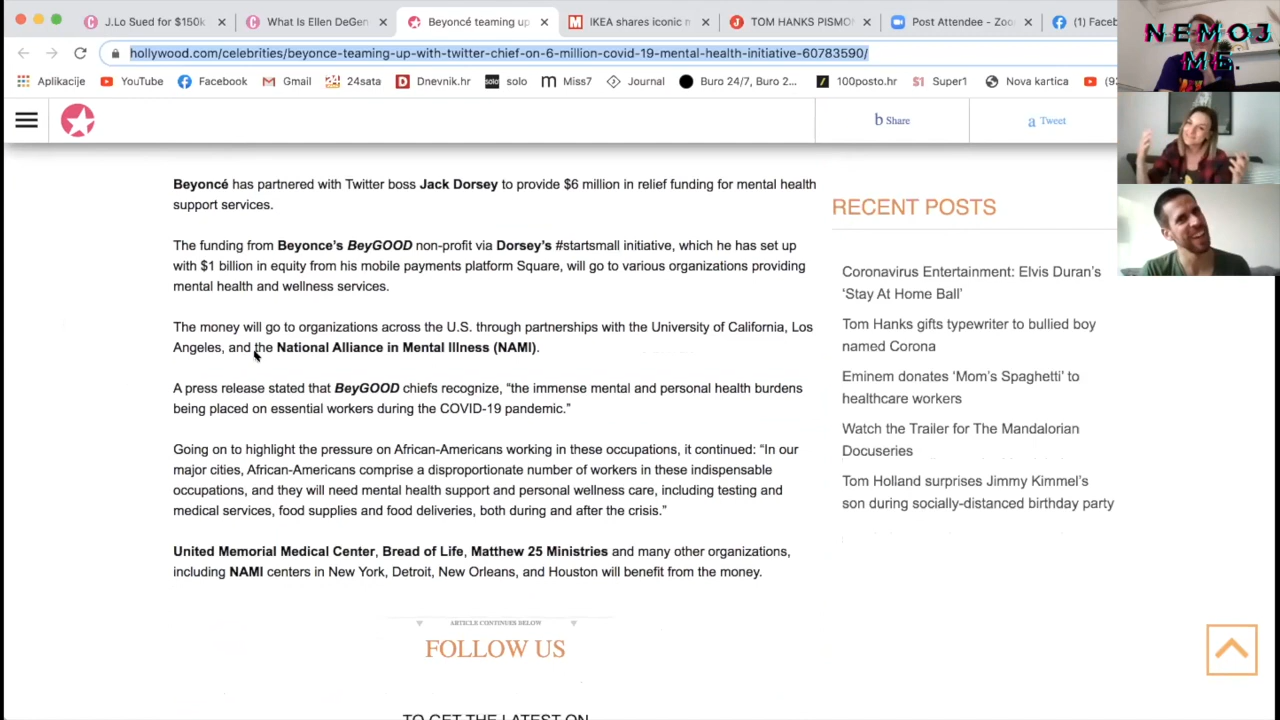 J.Lo Sued for $150k
What Is Ellen DeGen
Beyoncé teaming up
IKEA shares iconic m
TOM HANKS PISMO
Post Attendee - Zoo
(1) Faceb
hollywood.com/celebrities/beyonce-teaming-up-with-twitter-chief-on-6-million-covid-19-mental-health-initiative-60783590/
Aplikacije
YouTube
Facebook
Gmail
24sata
Dnevnik.hr
solo solo
m Miss7
Journal
Buro 24/7, Buro 2...
100posto.hr
S1 Super1
Nova kartica
(92
NEMOJ
ME.
b Share
a Tweet
Beyoncé has partnered with Twitter boss Jack Dorsey to provide $6 million in relief funding for mental health
support services.
The funding from Beyonce’s BeyGOOD non-profit via Dorsey’s #startsmall initiative, which he has set up
with $1 billion in equity from his mobile payments platform Square, will go to various organizations providing
mental health and wellness services.
The money will go to organizations across the U.S. through partnerships with the University of California, Los
Angeles, and the National Alliance in Mental Illness (NAMI).
A press release stated that BeyGOOD chiefs recognize, “the immense mental and personal health burdens
being placed on essential workers during the COVID-19 pandemic.”
Going on to highlight the pressure on African-Americans working in these occupations, it continued: “In our
major cities, African-Americans comprise a disproportionate number of workers in these indispensable
occupations, and they will need mental health support and personal wellness care, including testing and
medical services, food supplies and food deliveries, both during and after the crisis.”
United Memorial Medical Center, Bread of Life, Matthew 25 Ministries and many other organizations,
including NAMI centers in New York, Detroit, New Orleans, and Houston will benefit from the money.
ARTICLE CONTINUES BELOW
FOLLOW US
TO GET THE LATEST ON
RECENT POSTS
Coronavirus Entertainment: Elvis Duran’s
‘Stay At Home Ball’
Tom Hanks gifts typewriter to bullied boy
named Corona
Eminem donates ‘Mom’s Spaghetti’ to
healthcare workers
Watch the Trailer for The Mandalorian
Docuseries
Tom Holland surprises Jimmy Kimmel’s
son during socially-distanced birthday party